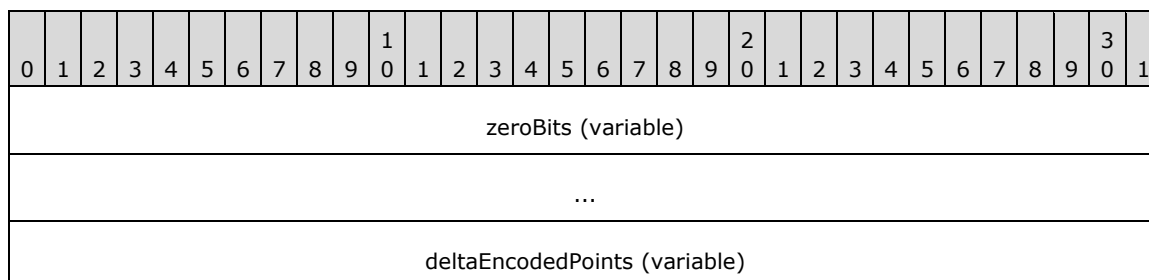 1 2 3
0 1 2 3 4 5 6 7 8 9 0 1 2 3 4 5 6 7 8 9 0 1 2 3 4 5 6 7 8 9 0 1
zeroBits (variable)
...
deltaEncodedPoints (variable)